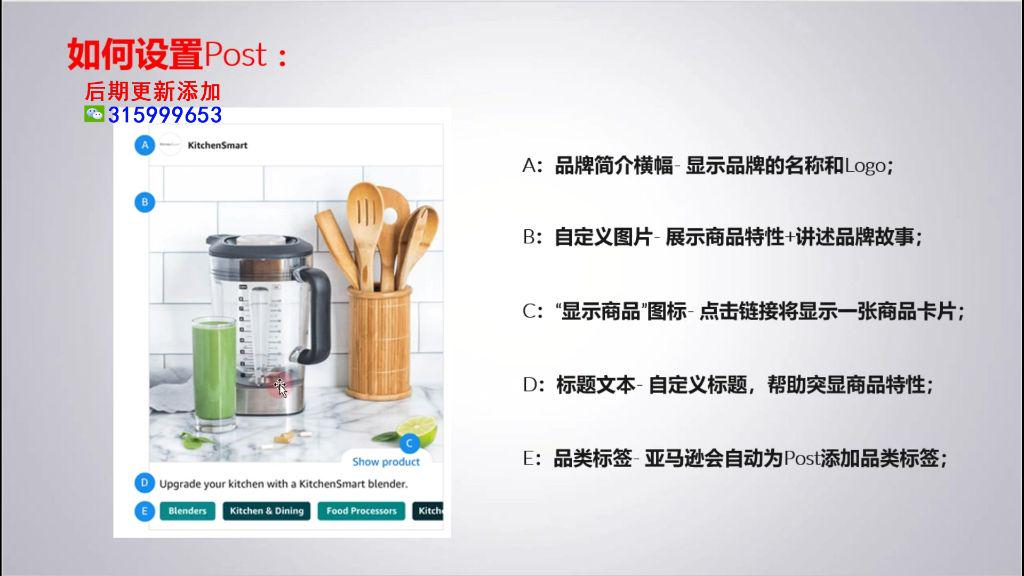 如何设置Post：
后期更新添加
315999653
A
KitchenSmart
B
C
Show product
D
Upgrade your kitchen with a KitchenSmart blender.
E
Blenders
Kitchen & Dining
Food Processors
Kitch
A：品牌简介横幅- 显示品牌的名称和Logo；
B：自定义图片- 展示商品特性+讲述品牌故事；
C：“显示商品”图标- 点击链接将显示一张商品卡片；
D：标题文本- 自定义标题，帮助突显商品特性；
E：品类标签- 亚马逊会自动为Post添加品类标签；